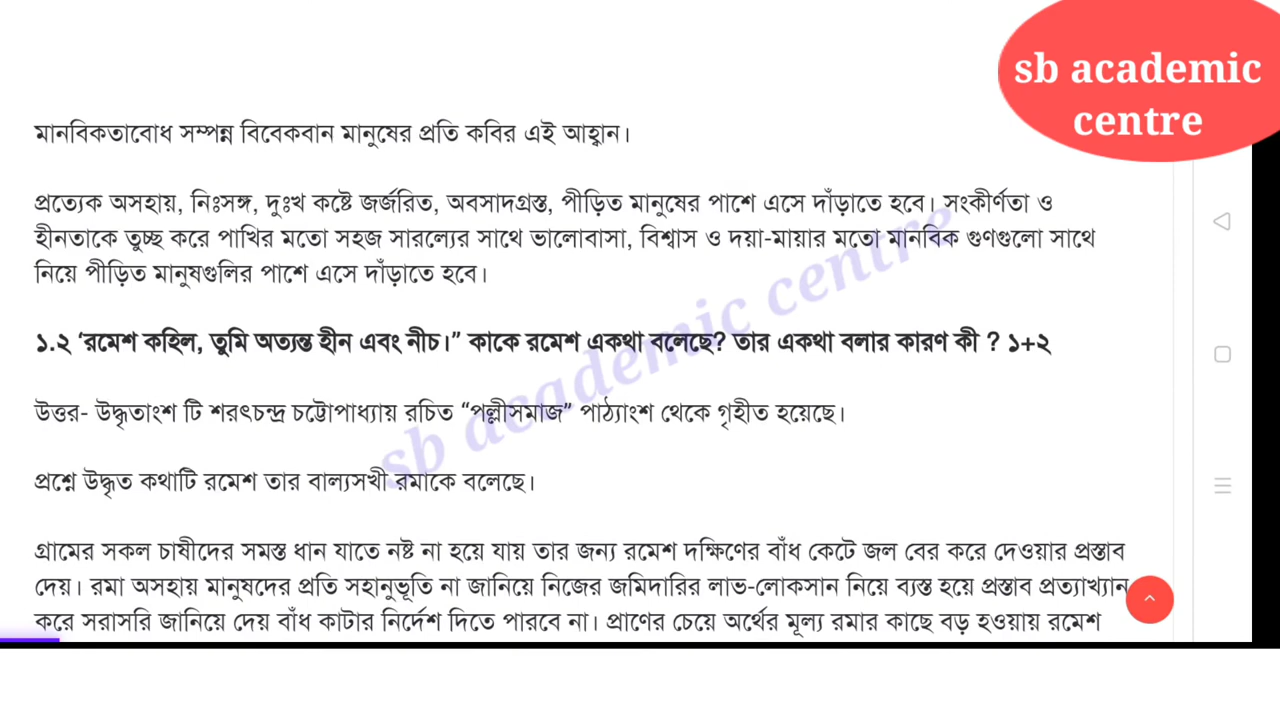 sb academic
centre
মানবিকতাবোধ সম্পন্ন বিবেকবান মানুষের প্রতি কবির এই আহ্বান।
প্রত্যেক অসহায়, নিঃসঙ্গ, দুঃখ কষ্টে জর্জরিত, অবসাদগ্রস্ত, পীড়িত মানুষের পাশে এসে দাঁড়াতে হবে। সংকীর্ণতা ও
হীনতাকে তুচ্ছ করে পাখির মতো সহজ সারল্যের সাথে ভালোবাসা, বিশ্বাস ও দয়া-মায়ার মতো মানবিক গুণগুলো সাথে
নিয়ে পীড়িত মানুষগুলির পাশে এসে দাঁড়াতে হবে।
১.২ ‘রমেশ কহিল, তুমি অত্যন্ত হীন এবং নীচ।” কাকে রমেশ একথা বলেছে? তার একথা বলার কারণ কী ? ১+২
উত্তর- উদ্ধৃতাংশ টি শরৎচন্দ্র চট্টোপাধ্যায় রচিত “পল্লীসমাজ” পাঠ্যাংশ থেকে গৃহীত হয়েছে।
প্রশ্নে উদ্ধৃত কথাটি রমেশ তার বাল্যসখী রমাকে বলেছে।
গ্রামের সকল চাষীদের সমস্ত ধান যাতে নষ্ট না হয়ে যায় তার জন্য রমেশ দক্ষিণের বাঁধ কেটে জল বের করে দেওয়ার প্রস্তাব
দেয়। রমা অসহায় মানুষদের প্রতি সহানুভূতি না জানিয়ে নিজের জমিদারির লাভ-লোকসান নিয়ে ব্যস্ত হয়ে প্রস্তাব প্রত্যাখ্যান
করে সরাসরি জানিয়ে দেয় বাঁধ কাটার নির্দেশ দিতে পারবে না। প্রাণের চেয়ে অর্থের মূল্য রমার কাছে বড় হওয়ায় রমেশ
sb academic centre